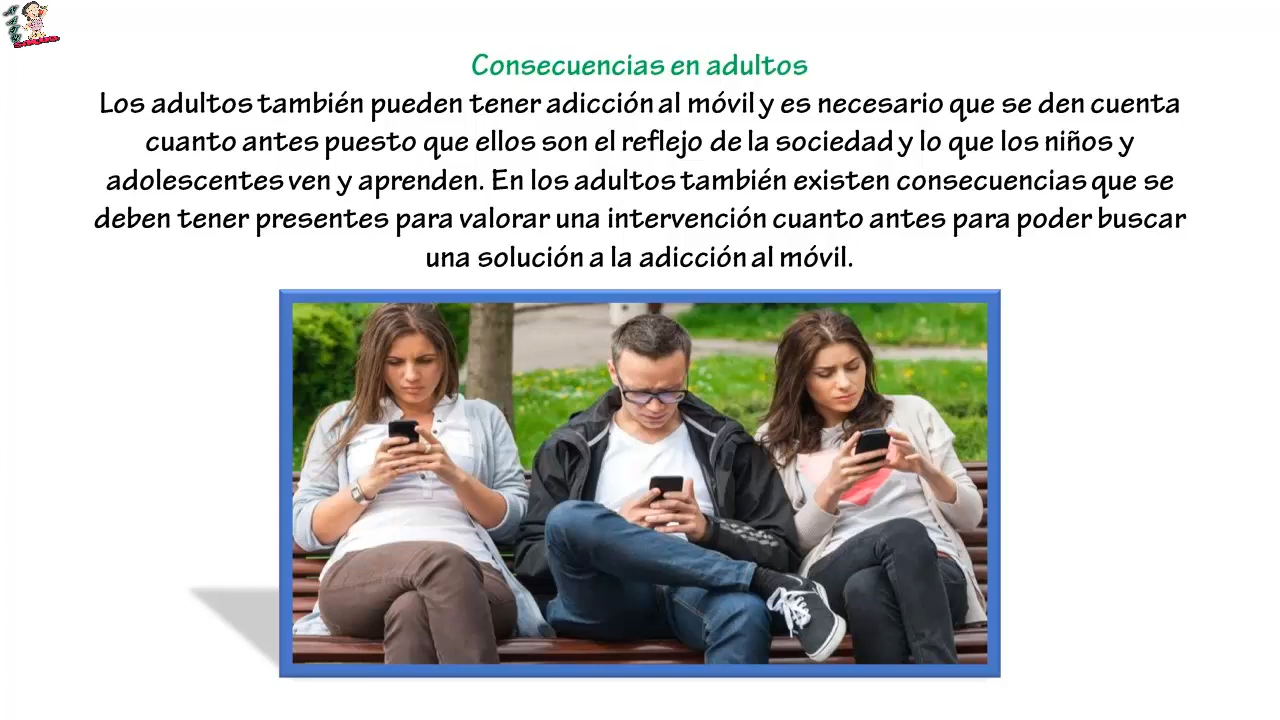 Consecuencias en adultos
Los adultos también pueden tener adicción al móvil y es necesario que se den cuenta
cuanto antes puesto que ellos son el reflejo de la sociedad y lo que los niños y
adolescentes ven y aprenden. En los adultos también existen consecuencias que se
deben tener presentes para valorar una intervención cuanto antes para poder buscar
una solución a la adicción al móvil.